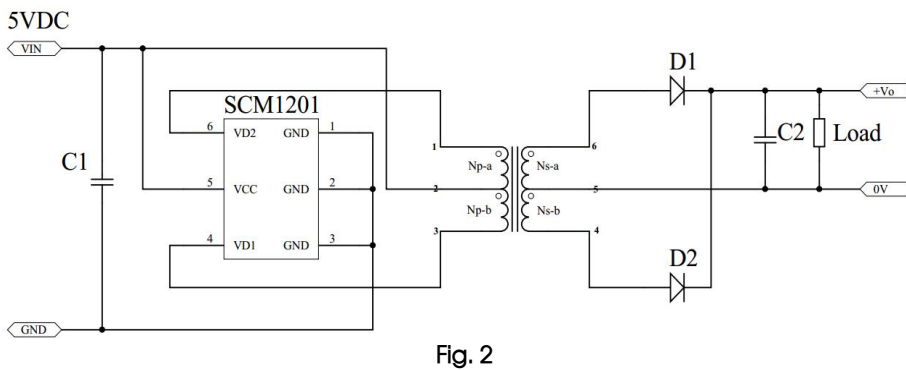 5VDC
VIN
C1
GND
SCM1201
6 VD2 GND 1
5 VCC GND 2
4 VD1 GND 3
1
2
3
Np-a
Np-b
Ns-a
Ns-b
6
5
4
D1
D2
C2
Load
+Vo
0V
Fig. 2